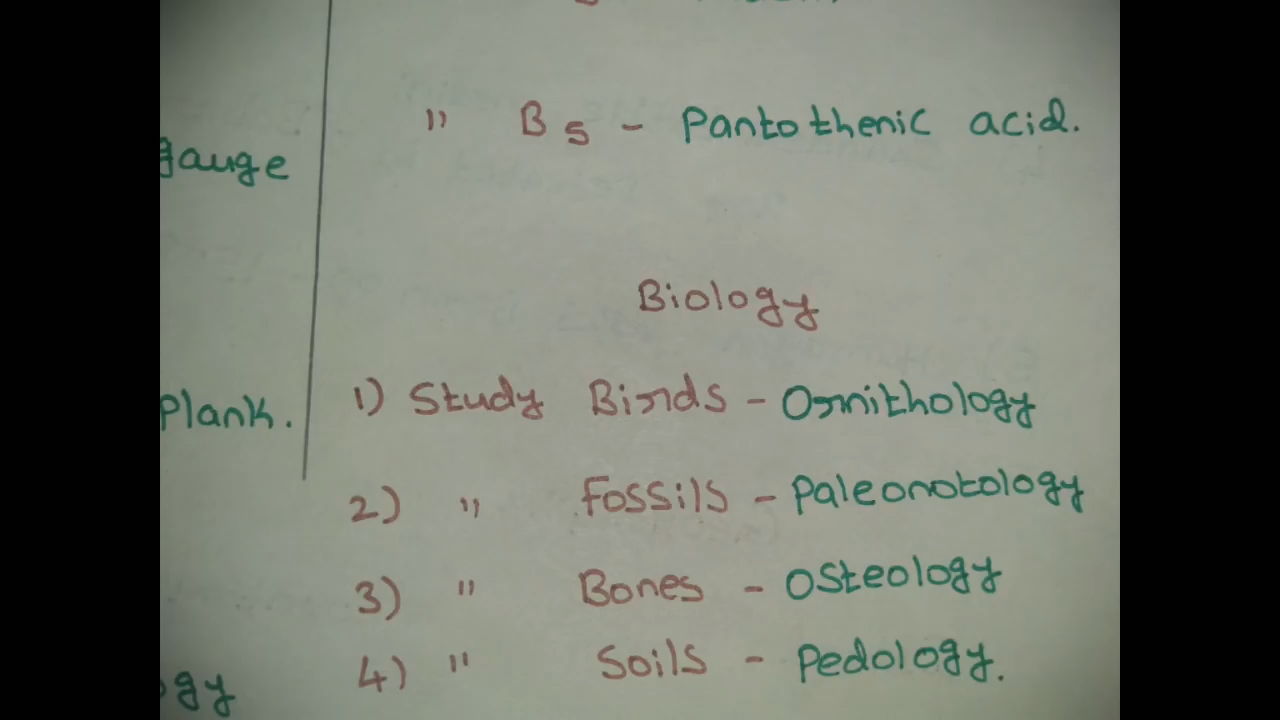 gauge
Plank.
ogy
" B5 - Pantothenic acid.
Biology
1) Study Birds - Ornithology
2) " Fossils - Paleonotology
3) " Bones - Osteology
4) " Soils - Pedology.